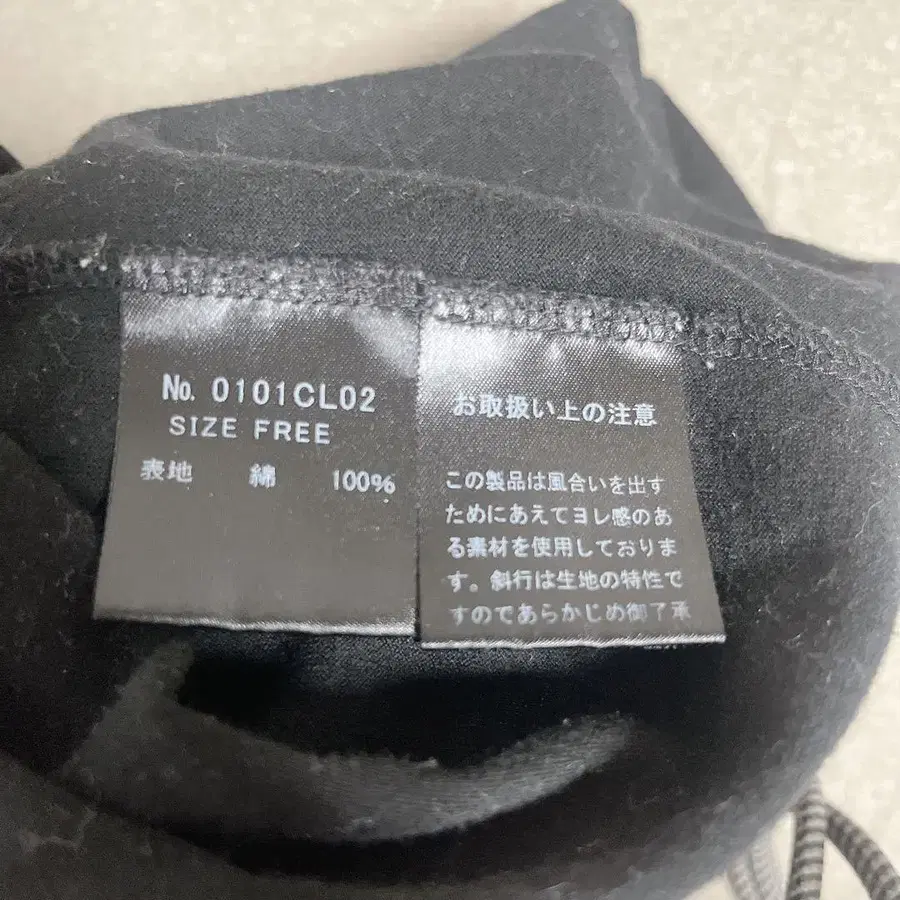 No. 0101CL02
SIZE FREE
表地 綿 100%
お取扱い上の注意
この製品は風合いを出す
ためにあえてヨレ感のあ
る素材を使用しておりま
す。斜行は生地の特性で
すのであらかじめ御了承